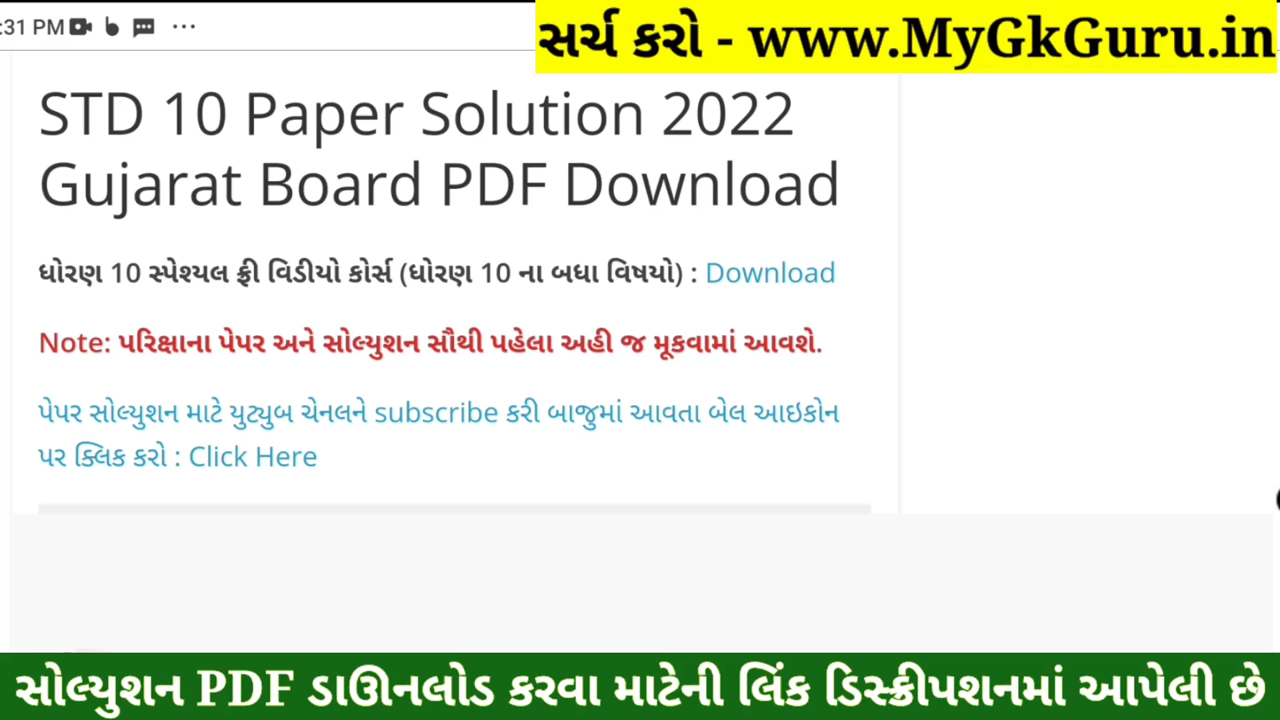 :31 PM
સર્ચ કરો - www.MyGkGuru.in
STD 10 Paper Solution 2022
Gujarat Board PDF Download
ધોરણ 10 સ્પેશ્યલ ફ્રી વિડીયો કોર્સ (ધોરણ 10 ના બધા વિષયો) : Download
Note: પરિક્ષાના પેપર અને સોલ્યુશન સૌથી પહેલા અહી જ મૂકવામાં આવશે.
પેપર સોલ્યુશન માટે યુટ્યુબ ચેનલને subscribe કરી બાજુમાં આવતા બેલ આઇકોન
પર ક્લિક કરો : Click Here
સોલ્યુશન PDF ડાઊનલોડ કરવા માટેની લિંક ડિસ્ક્રીપશનમાં આપેલી છે